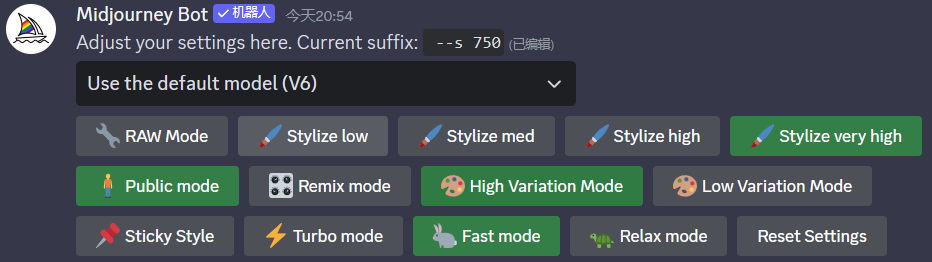 Midjourney Bot ✓ 机器人 今天20:54
Adjust your settings here. Current suffix: --s 750 (已编辑)
Use the default model (V6)
RAW Mode Stylize low Stylize med Stylize high Stylize very high
Public mode Remix mode High Variation Mode Low Variation Mode
Sticky Style Turbo mode Fast mode Relax mode Reset Settings